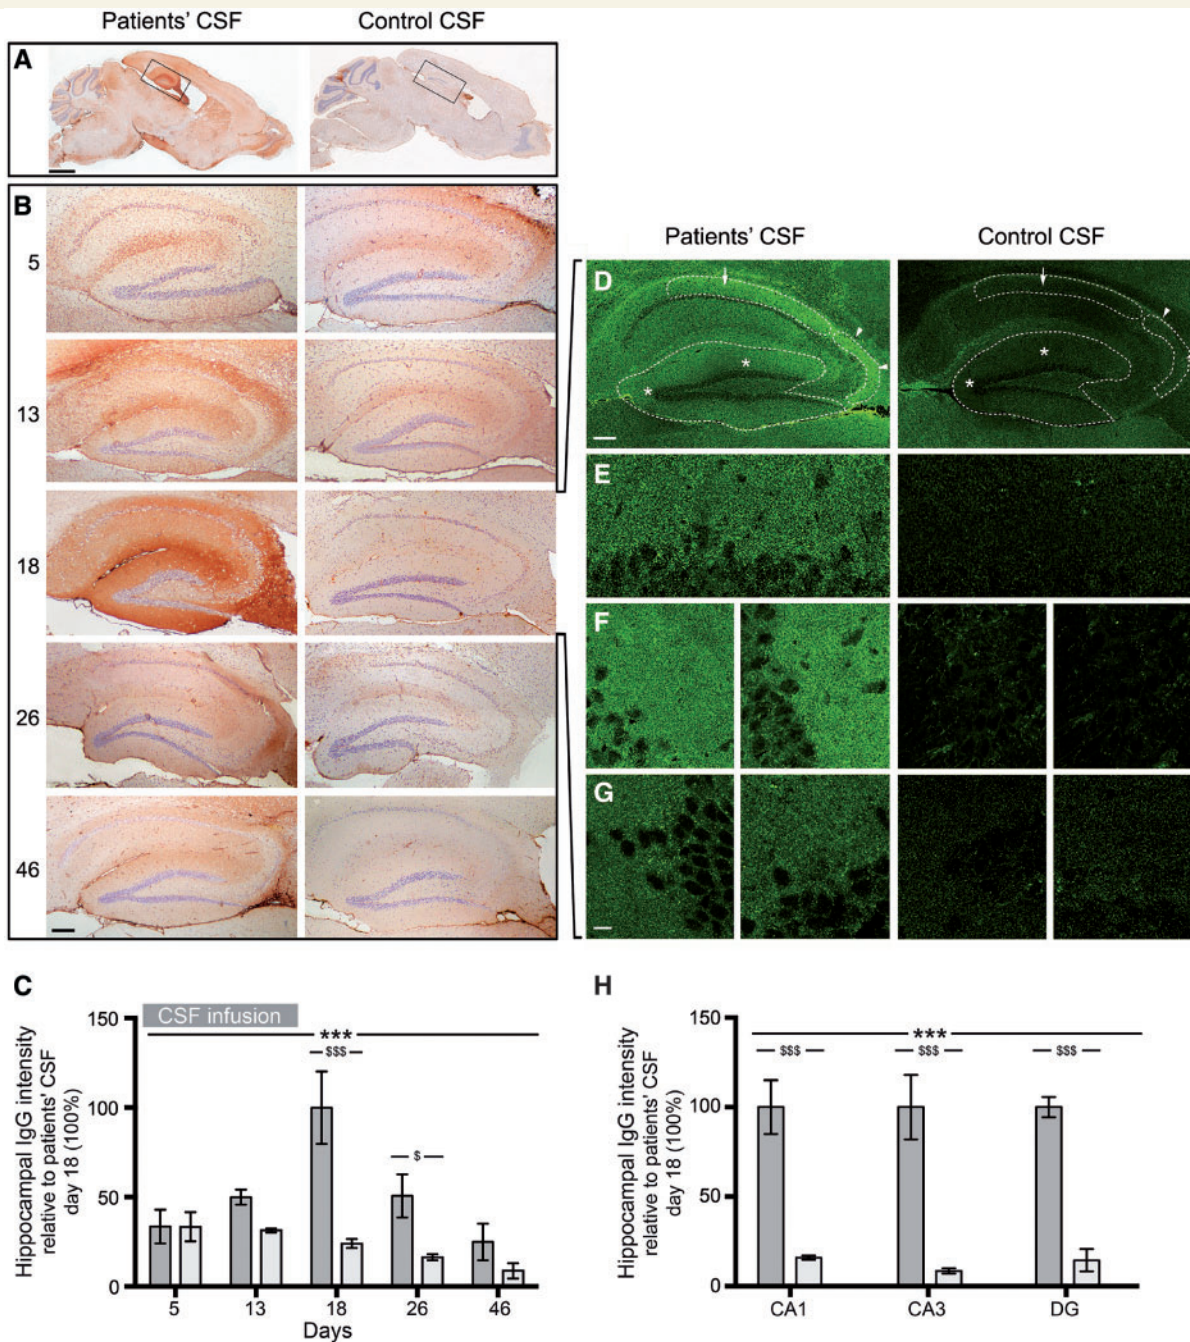 Patients' CSF Control CSF
A
B
5
13
18
26
46
Patients' CSF Control CSF
D
* *
* *
E
F
G
C
CSF infusion
***
$$$
$
150
100
50
0
Hippocampal IgG intensity
relative to patients' CSF
day 18 (100%)
5 13 18 26 46
Days
H
***
$$$ $$$ $$$
150
100
50
0
Hippocampal IgG intensity
relative to patients' CSF
day 18 (100%)
CA1 CA3 DG